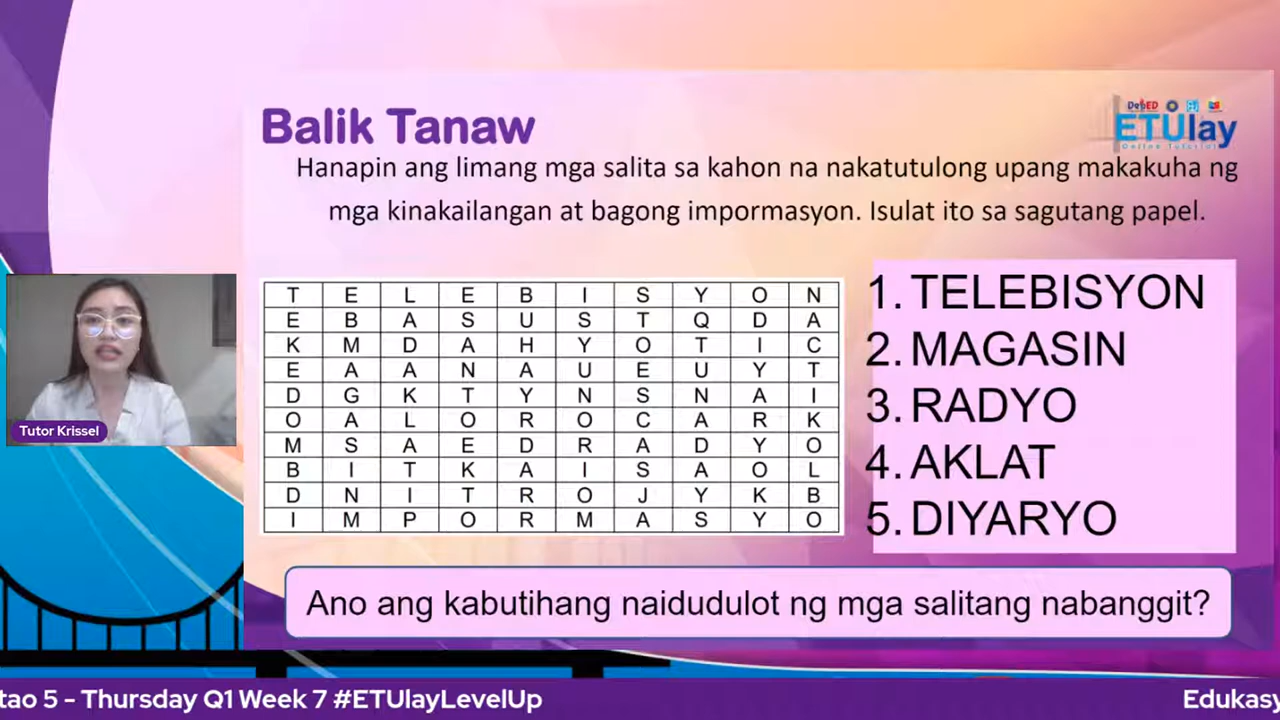 Balik Tanaw
DepED
ETUlay
Online Tutorial
Hanapin ang limang mga salita sa kahon na nakatutulong upang makakuha ng
mga kinakailangan at bagong impormasyon. Isulat ito sa sagutang papel.
T E L E B I S Y O N
E B A S U S T Q D A
K M D A H Y O T I C
E A A N A U E U Y T
D G K T Y N S N A I
O A L O R O C A R K
M S A E D R A D Y O
B I T K A I S A O L
D N I T R O J Y K B
I M P O R M A S Y O
1. TELEBISYON
2. MAGASIN
3. RADYO
4. AKLAT
5. DIYARYO
Tutor Krissel
Ano ang kabutihang naidudulot ng mga salitang nabanggit?
tao 5 - Thursday Q1 Week 7 #ETUlayLevelUp
Edukasy